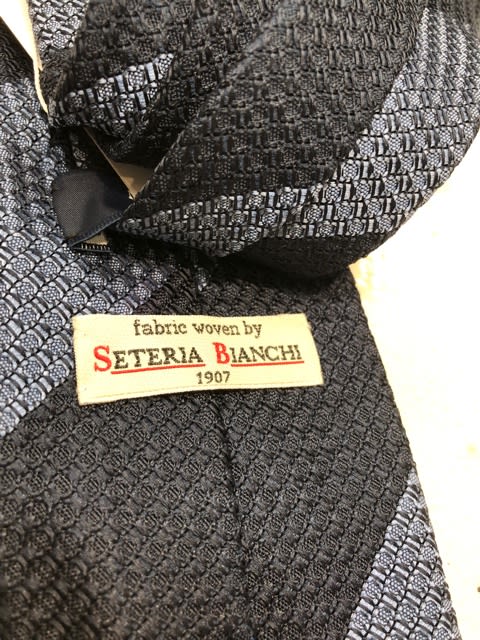 fabric woven by
SETERIA BIANCHI
1907